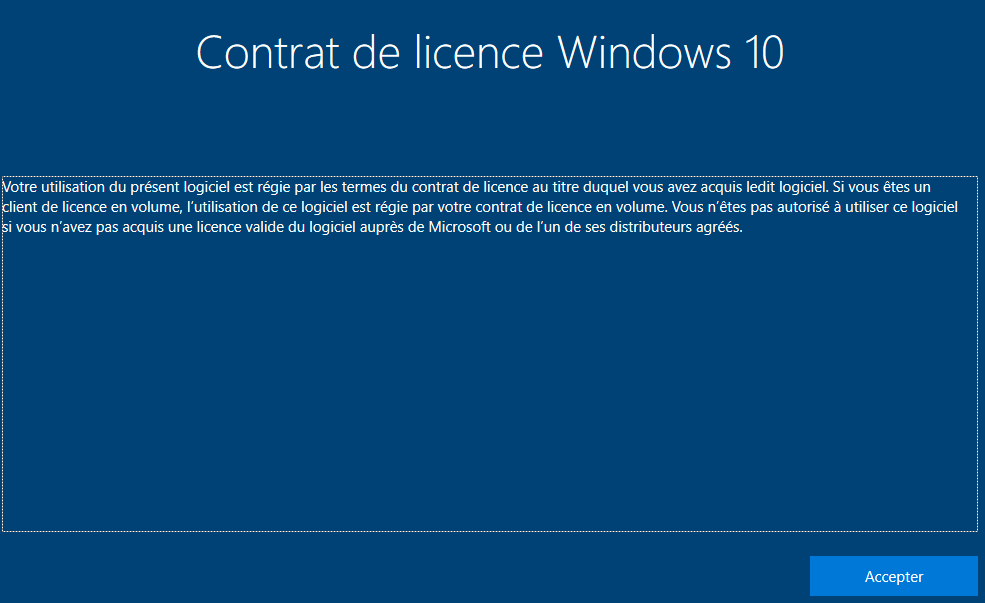 Contrat de licence Windows 10
Votre utilisation du présent logiciel est régie par les termes du contrat de licence au titre duquel vous avez acquis ledit logiciel. Si vous êtes un
client de licence en volume, l’utilisation de ce logiciel est régie par votre contrat de licence en volume. Vous n’êtes pas autorisé à utiliser ce logiciel
si vous n’avez pas acquis une licence valide du logiciel auprès de Microsoft ou de l’un de ses distributeurs agréés.
Accepter